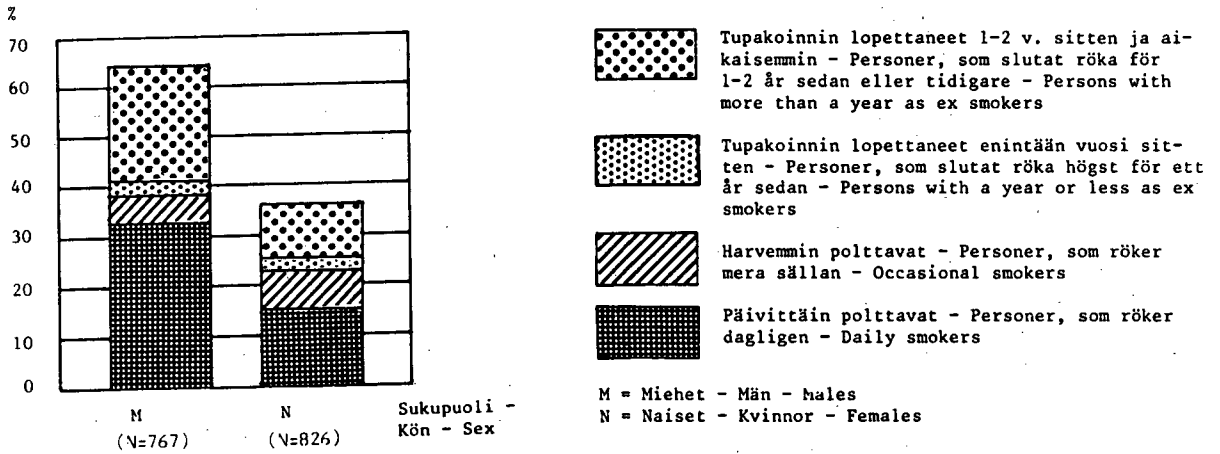 %
70
60
50
40
30
20
10
0
M
(N=767)
N
(N=826)
Sukupuoli -
Kön - Sex
Tupakoinnin lopettaneet 1-2 v. sitten ja ai-
kaisemmin - Personer, som slutat röka för
1-2 år sedan eller tidigare - Persons with
more than a year as ex smokers
Tupakoinnin lopettaneet enintään vuosi sit-
ten - Personer, som slutat röka högst för ett
år sedan - Persons with a year or less as ex
smokers
Harvemmin polttavat - Personer, som röker
mera sällan - Occasional smokers
Päivittäin polttavat - Personer, som röker
dagligen - Daily smokers
M = Miehet - Män - Males
N = Naiset - Kvinnor - Females